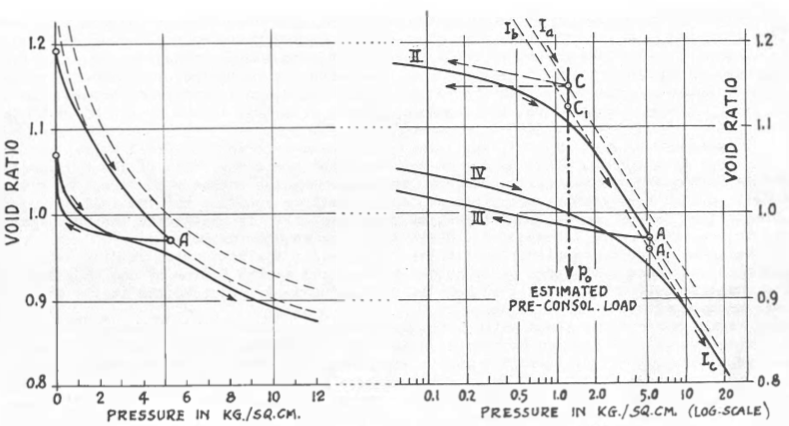 1.2
1.1
1.0
0.9
0.8
VOID RATIO
0 2 4 6 8 10 12
PRESSURE IN KG./SQ.CM.
A
I_b I_a
II
C
C_1
IV
III
A
A_1
P_o
ESTIMATED
PRE-CONSOL. LOAD
I_c
0.1 0.2 0.5 1.0 2.0 5.0 10 20
PRESSURE IN KG./SQ.CM. (LOG-SCALE)
1.2
1.1
1.0
0.9
0.8
VOID RATIO